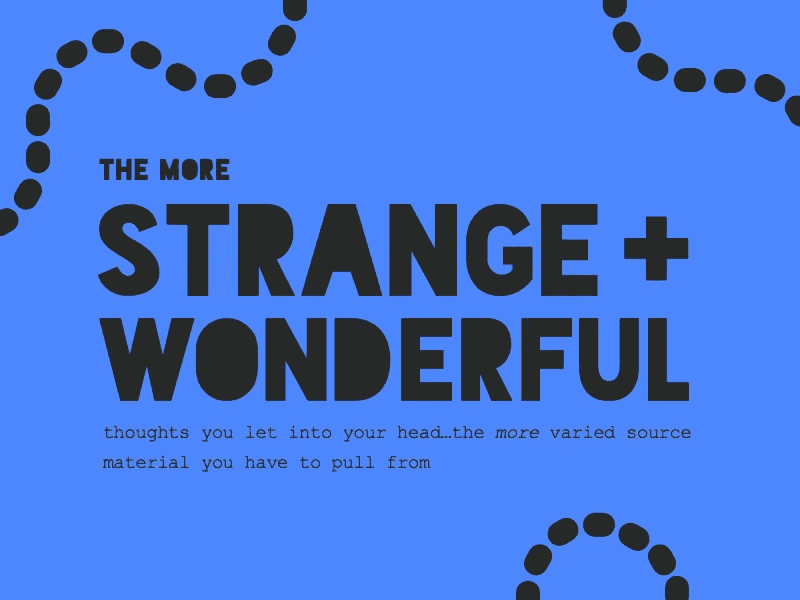 THE MORE
STRANGE +
WONDERFUL
thoughts you let into your head…the more varied source
material you have to pull from